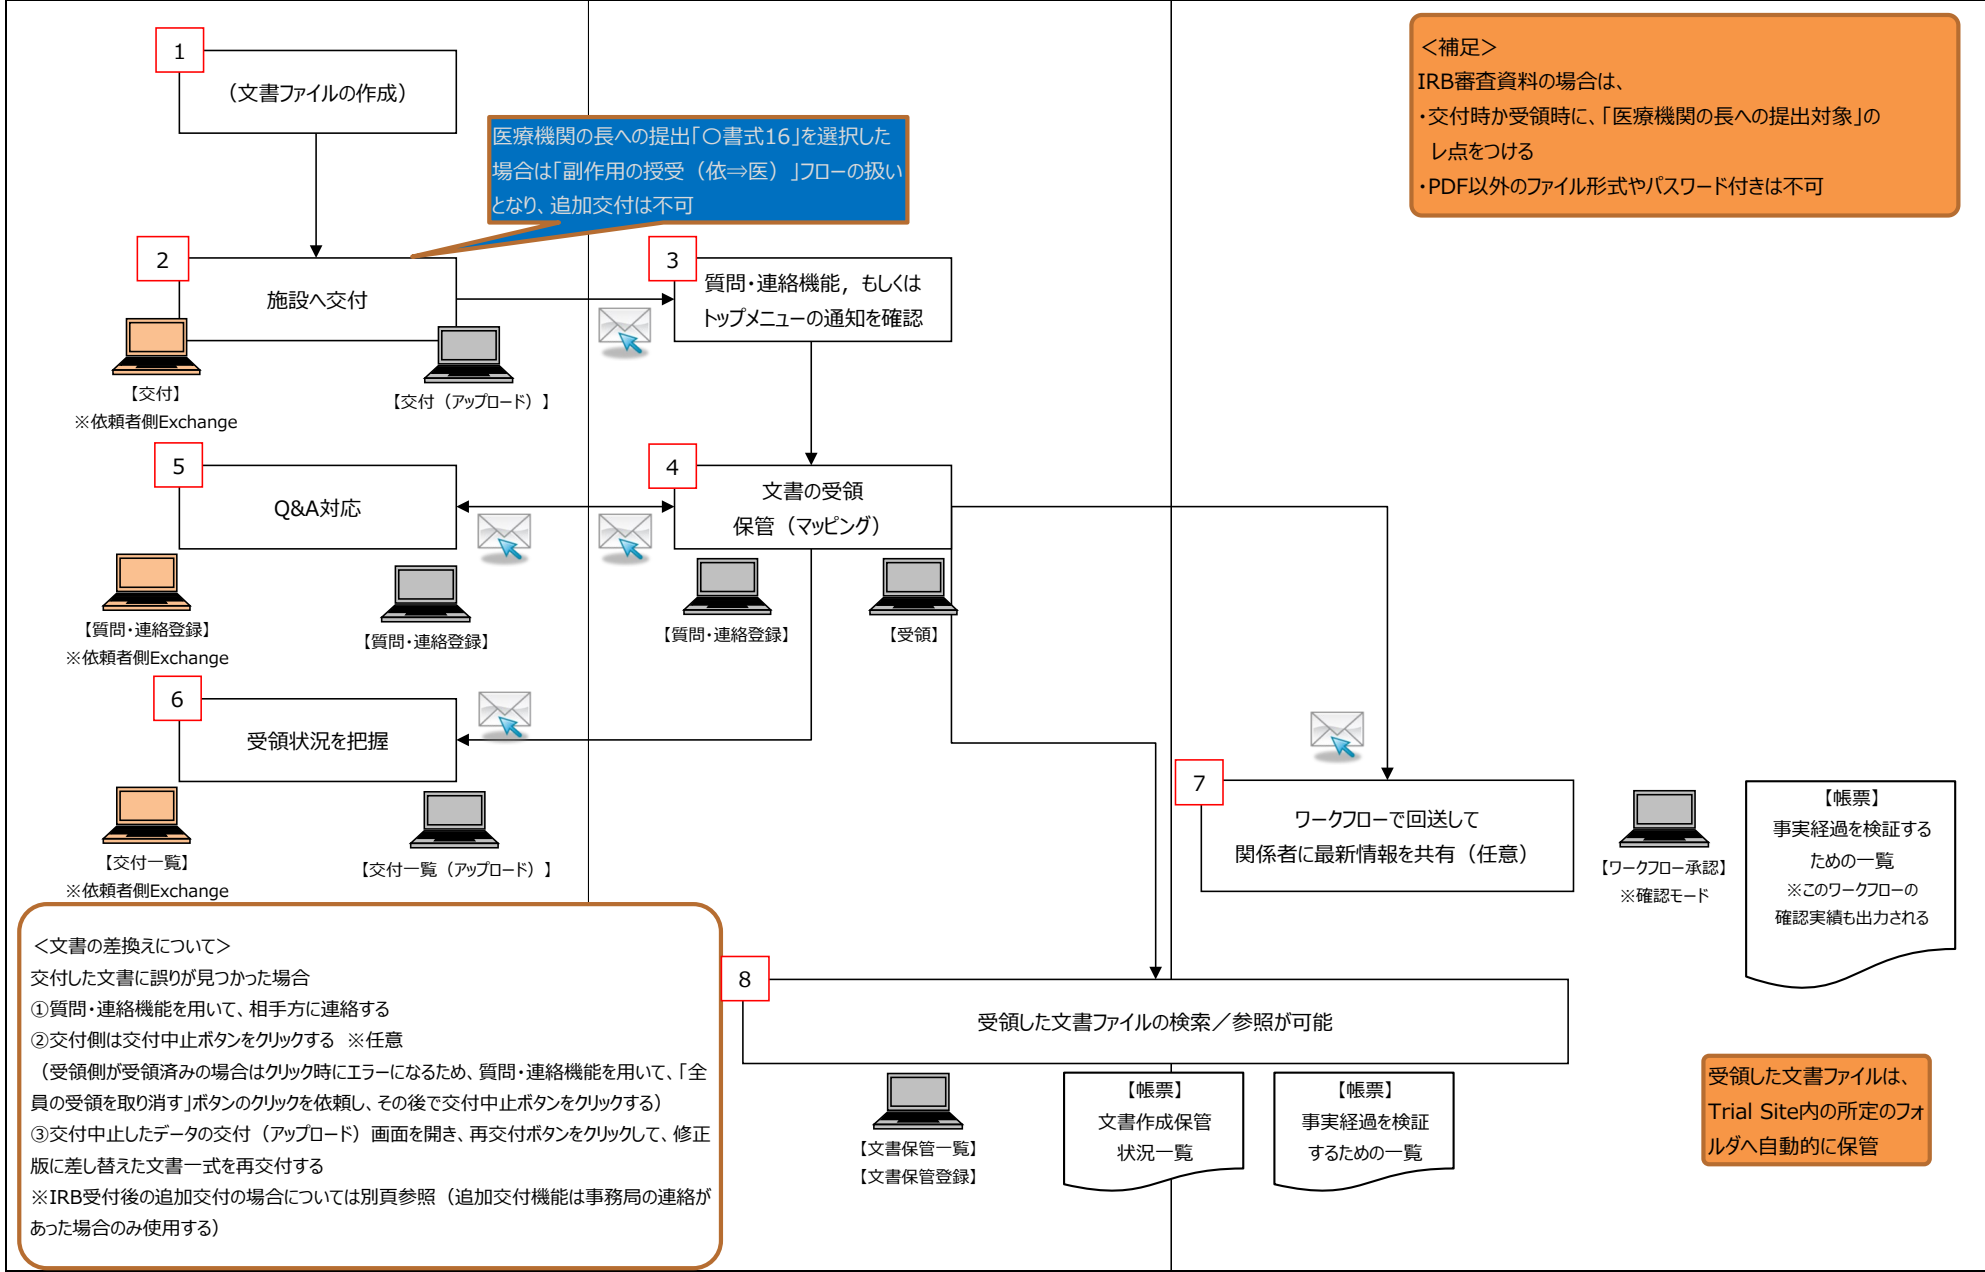 1
（文書ファイルの作成）
＜補足＞
IRB審査資料の場合は、
・交付時か受領時に、「医療機関の長への提出対象」の
レ点をつける
・PDF以外のファイル形式やパスワード付きは不可
医療機関の長への提出「〇書式16」を選択した
場合は「副作用の授受（依⇒医）」フローの扱い
となり、追加交付は不可
2
施設へ交付
【交付】
※依頼者側Exchange
【交付（アップロード）】
3
質問・連絡機能，もしくは
トップメニューの通知を確認
5
Q&A対応
【質問・連絡登録】
※依頼者側Exchange
【質問・連絡登録】
4
文書の受領
保管（マッピング）
【質問・連絡登録】
【受領】
6
受領状況を把握
【交付一覧】
※依頼者側Exchange
【交付一覧（アップロード）】
7
ワークフローで回送して
関係者に最新情報を共有（任意）
【ワークフロー承認】
※確認モード
【帳票】
事実経過を検証する
ための一覧
※このワークフローの
確認実績も出力される
＜文書の差換えについて＞
交付した文書に誤りが見つかった場合
①質問・連絡機能を用いて、相手方に連絡する
②交付側は交付中止ボタンをクリックする　※任意
（受領側が受領済みの場合はクリック時にエラーになるため、質問・連絡機能を用いて、「全
員の受領を取り消す」ボタンのクリックを依頼し、その後で交付中止ボタンをクリックする）
③交付中止したデータの交付（アップロード）画面を開き、再交付ボタンをクリックして、修正
版に差し替えた文書一式を再交付する
※IRB受付後の追加交付の場合については別頁参照（追加交付機能は事務局の連絡が
あった場合のみ使用する）
8
受領した文書ファイルの検索／参照が可能
【文書保管一覧】
【文書保管登録】
【帳票】
文書作成保管
状況一覧
【帳票】
事実経過を検証
するための一覧
受領した文書ファイルは、
Trial Site内の所定のフォ
ルダへ自動的に保管